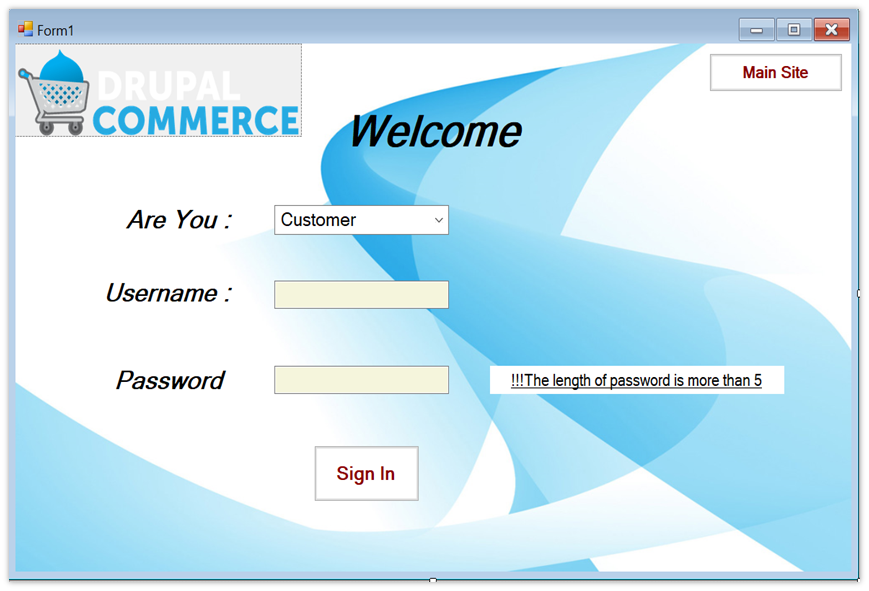 Form1
DRUPAL
COMMERCE
Main Site
Welcome
Are You :
Customer
Username :
Password
!!!The length of password is more than 5
Sign In